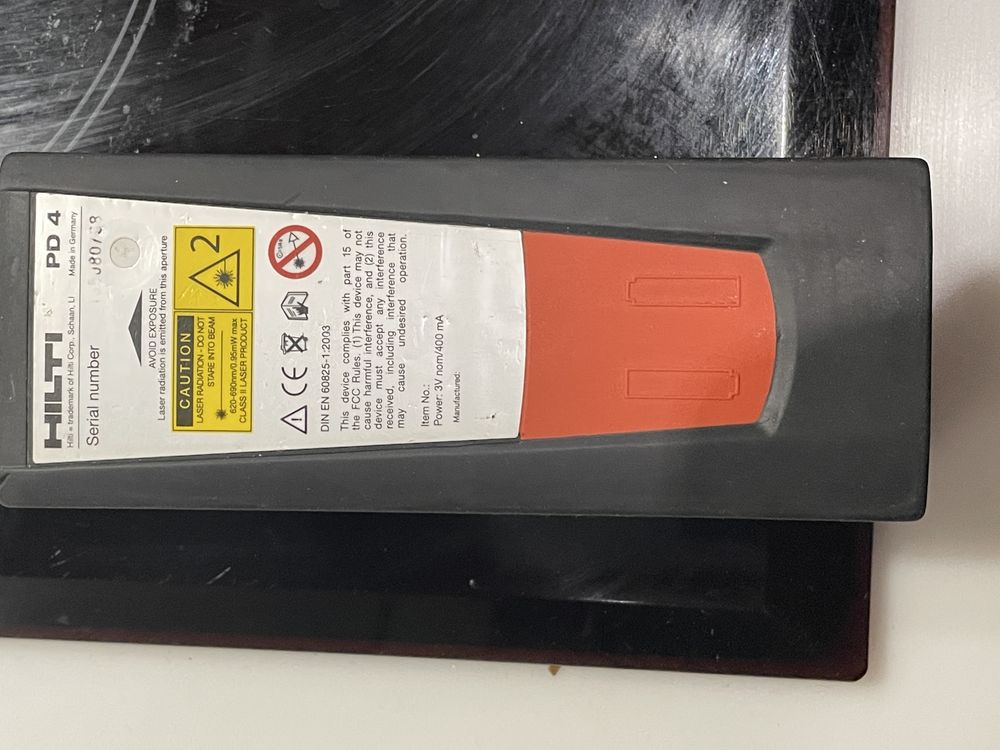 HILTI PD 4
Hilti = trademark of Hilti Corp., Schaan, LI Made in Germany
Serial number
AVOID EXPOSURE
Laser radiation is emitted from this aperture
CAUTION
LASER RADIATION - DO NOT
STARE INTO BEAM
620-690nm/0.95mW max
CLASS II LASER PRODUCT
2
CE
DIN EN 60825-1:2003
This device complies with part 15 of
the FCC Rules. (1) This device may not
cause harmful interference, and (2) this
device must accept any interference
received, including interference that
may cause undesired operation.
Item No.:
Power: 3V nom/400 mA
Manufactured: